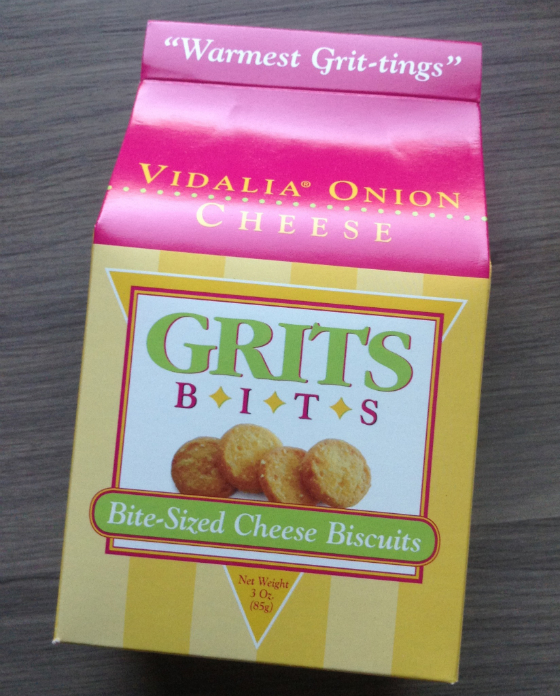 “Warmest Grit-tings”
VIDALIA® ONION
CHEESE
GRITS
B I T S
Bite-Sized Cheese Biscuits
Net Weight
3 Oz.
(85g)